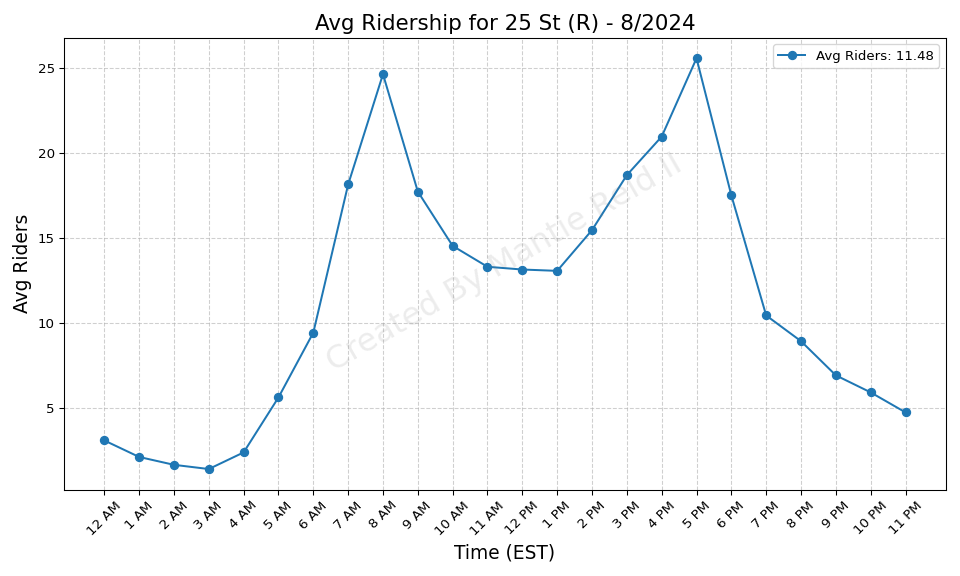 Avg Ridership for 25 St (R) - 8/2024
Avg Riders: 11.48
25
20
15
10
5
Avg Riders
Created By Mantie Reid II
12 AM 1 AM 2 AM 3 AM 4 AM 5 AM 6 AM 7 AM 8 AM 9 AM 10 AM 11 AM 12 PM 1 PM 2 PM 3 PM 4 PM 5 PM 6 PM 7 PM 8 PM 9 PM 10 PM 11 PM
Time (EST)